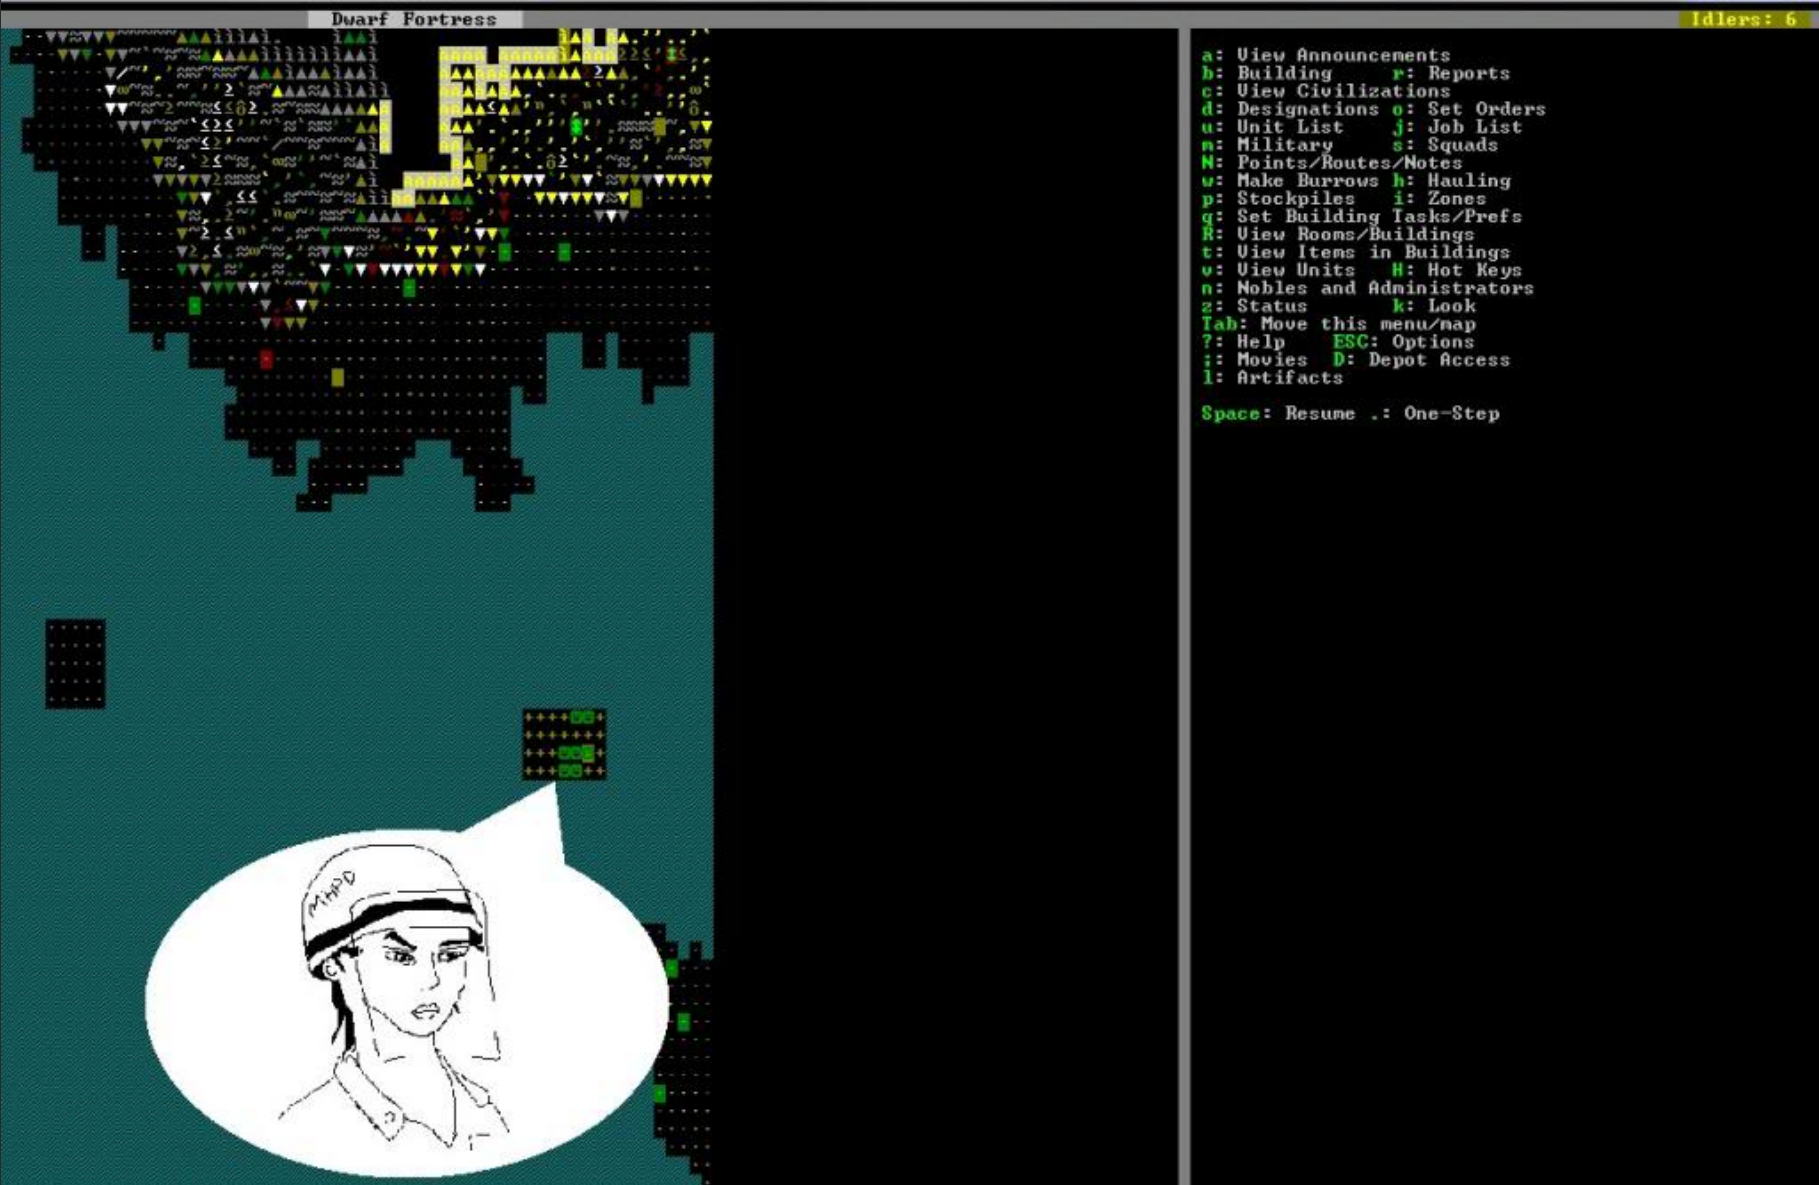 Dwarf Fortress
Idlers: 6
a: View Announcements
b: Building r: Reports
c: View Civilizations
d: Designations o: Set Orders
u: Unit List j: Job List
m: Military s: Squads
N: Points/Routes/Notes
w: Make Burrows h: Hauling
p: Stockpiles i: Zones
q: Set Building Tasks/Prefs
R: View Rooms/Buildings
t: View Items in Buildings
v: View Units H: Hot Keys
n: Nobles and Administrators
z: Status k: Look
Tab: Move this menu/map
?: Help ESC: Options
;: Movies D: Depot Access
l: Artifacts
Space: Resume .: One-Step